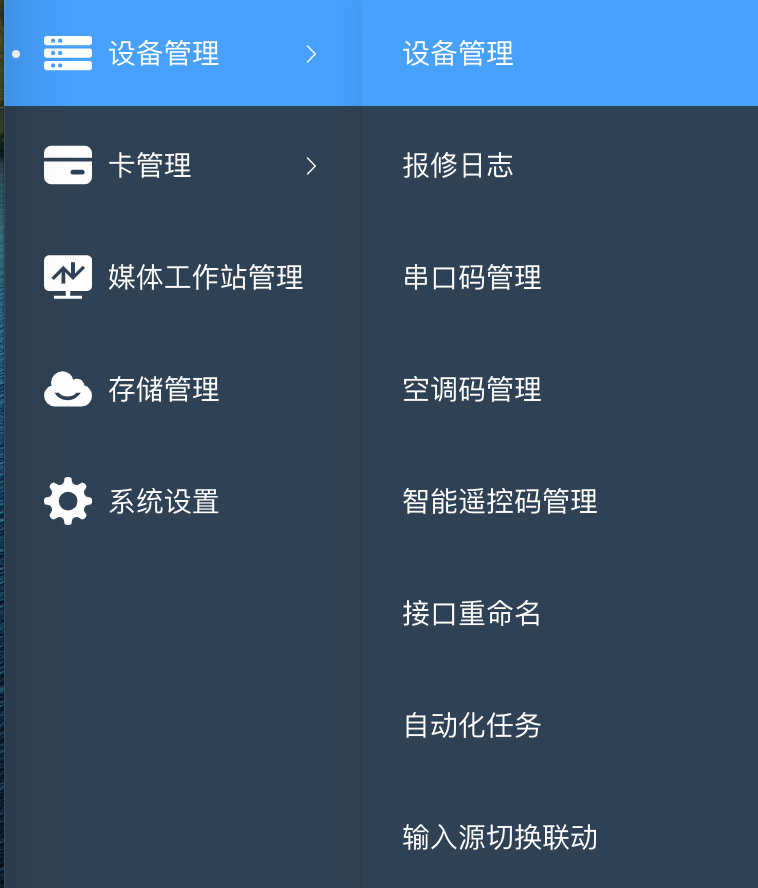 设备管理
卡管理
媒体工作站管理
存储管理
系统设置
设备管理
报修日志
串口码管理
空调码管理
智能遥控码管理
接口重命名
自动化任务
输入源切换联动